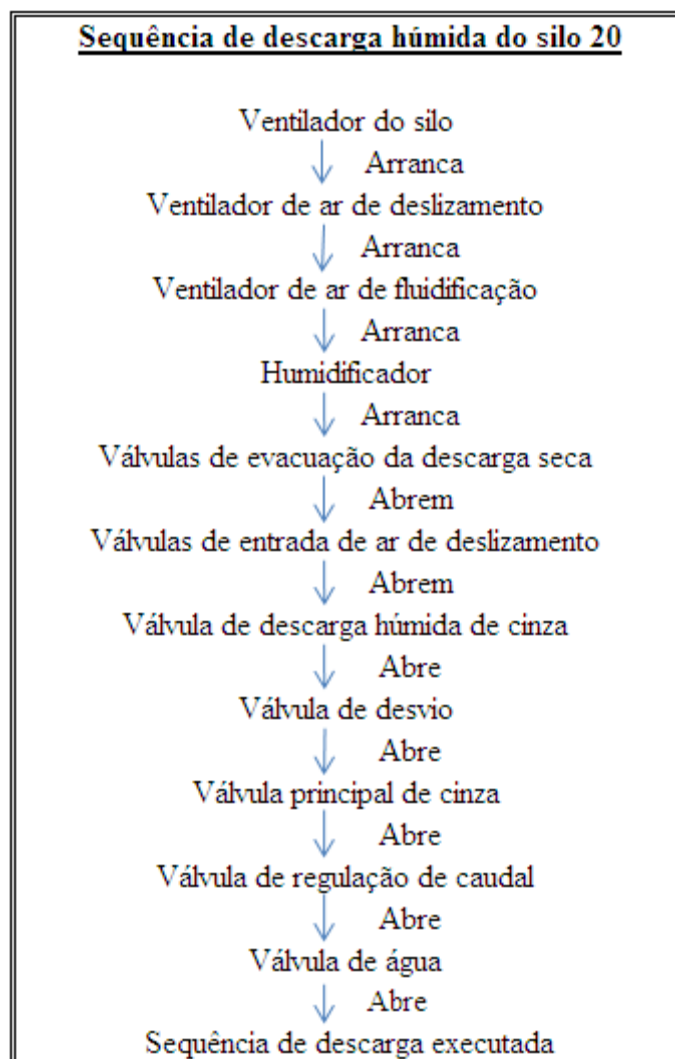 Sequência de descarga húmida do silo 20
Ventilador do silo
Arranca
Ventilador de ar de deslizamento
Arranca
Ventilador de ar de fluidificação
Arranca
Humidificador
Arranca
Válvulas de evacuação da descarga seca
Abrem
Válvulas de entrada de ar de deslizamento
Abrem
Válvula de descarga húmida de cinza
Abre
Válvula de desvio
Abre
Válvula principal de cinza
Abre
Válvula de regulação de caudal
Abre
Válvula de água
Abre
Sequência de descarga executada